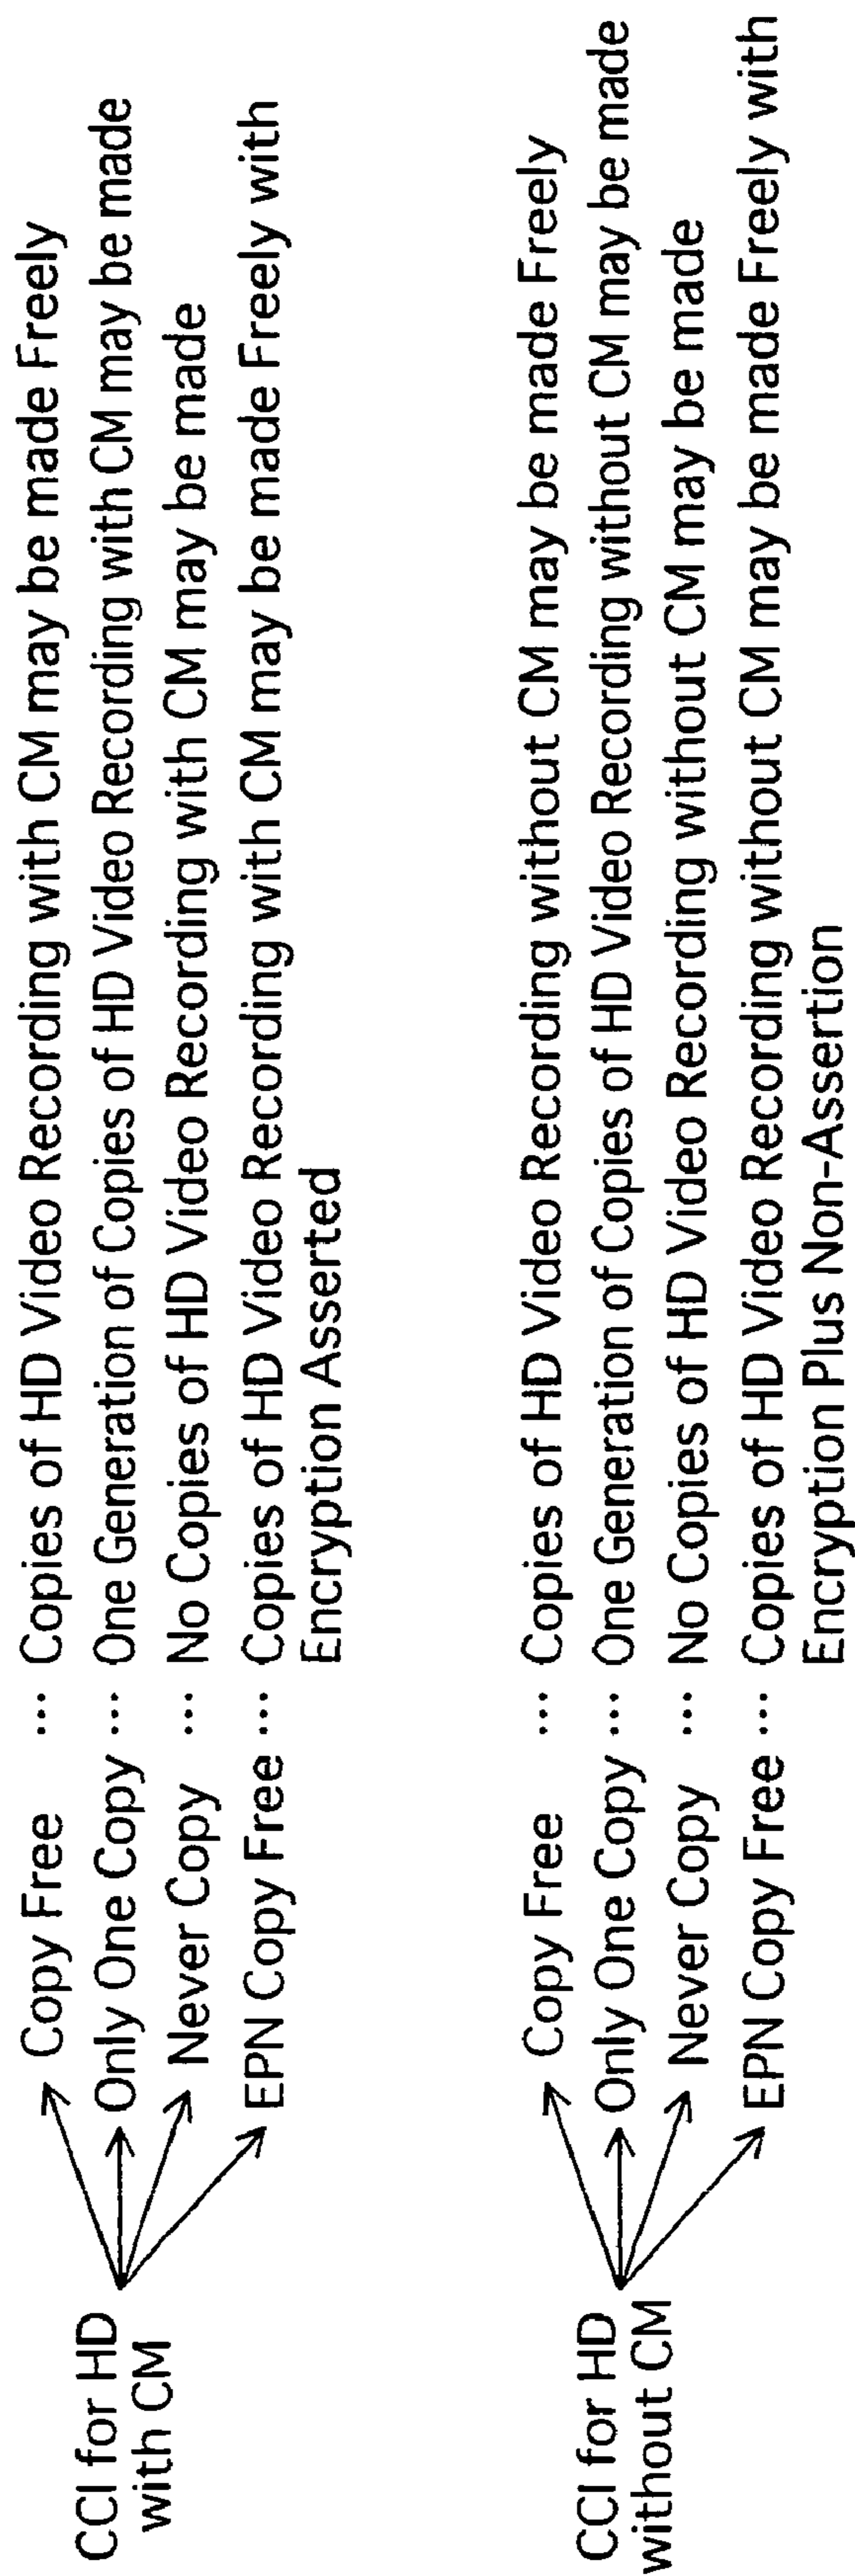 CCI for HD
with CM
Copy Free ... Copies of HD Video Recording with CM may be made Freely
Only One Copy ... One Generation of Copies of HD Video Recording with CM may be made
Never Copy ... No Copies of HD Video Recording with CM may be made
EPN Copy Free ... Copies of HD Video Recording with CM may be made Freely with
Encryption Asserted
CCI for HD
without CM
Copy Free ... Copies of HD Video Recording without CM may be made Freely
Only One Copy ... One Generation of Copies of HD Video Recording without CM may be made
Never Copy ... No Copies of HD Video Recording without CM may be made
EPN Copy Free ... Copies of HD Video Recording without CM may be made Freely with
Encryption Plus Non-Assertion